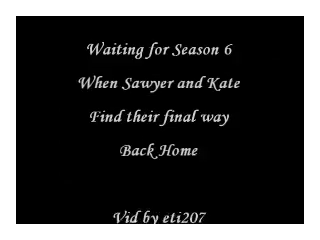 Waiting for Season 6
When Sawyer and Kate
Find their final way
Back Home
Vid by eti207